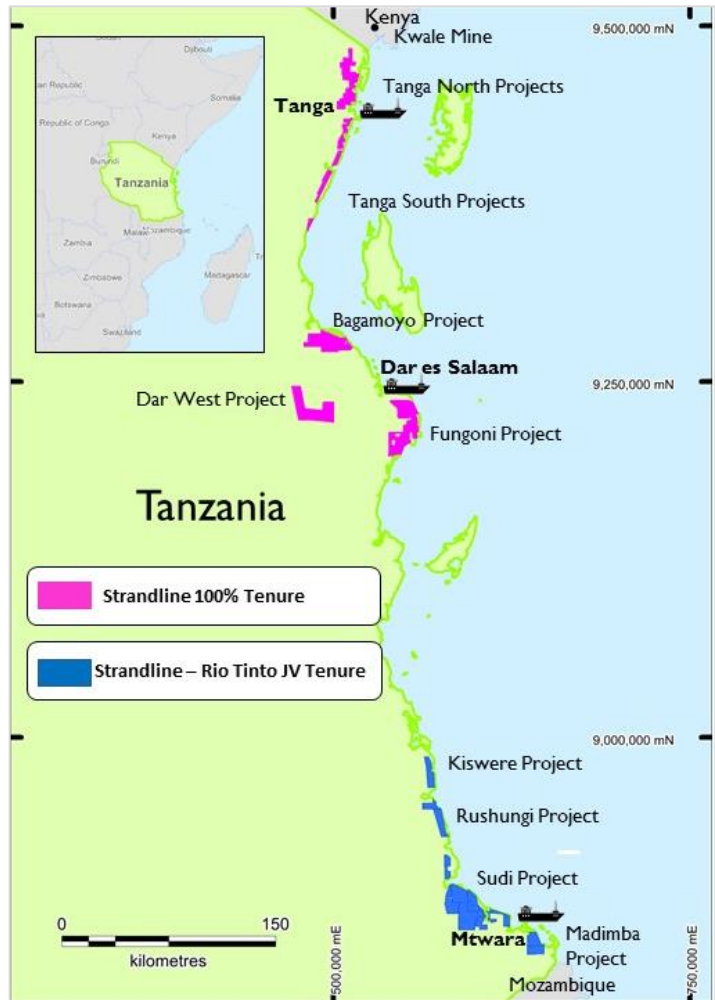 Kenya
Kwale Mine
9,500,000 mN
Sudan
Djibouti
Somalia
Republic of Congo
Kenya
Burundi
Tanzania
Mozambique
Zambia
Madagascar
Zimbabwe
Botswana
Swaziland
Tanga
Tanga North Projects
Tanga South Projects
Bagamoyo Project
Dar es Salaam
9,250,000 mN
Dar West Project
Fungoni Project
Tanzania
Strandline 100% Tenure
Strandline – Rio Tinto JV Tenure
9,000,000 mN
Kiswere Project
Rushungi Project
Sudi Project
0 150
kilometres
Mtwara
Madimba
Project
Mozambique
500,000 mE
750,000 mE